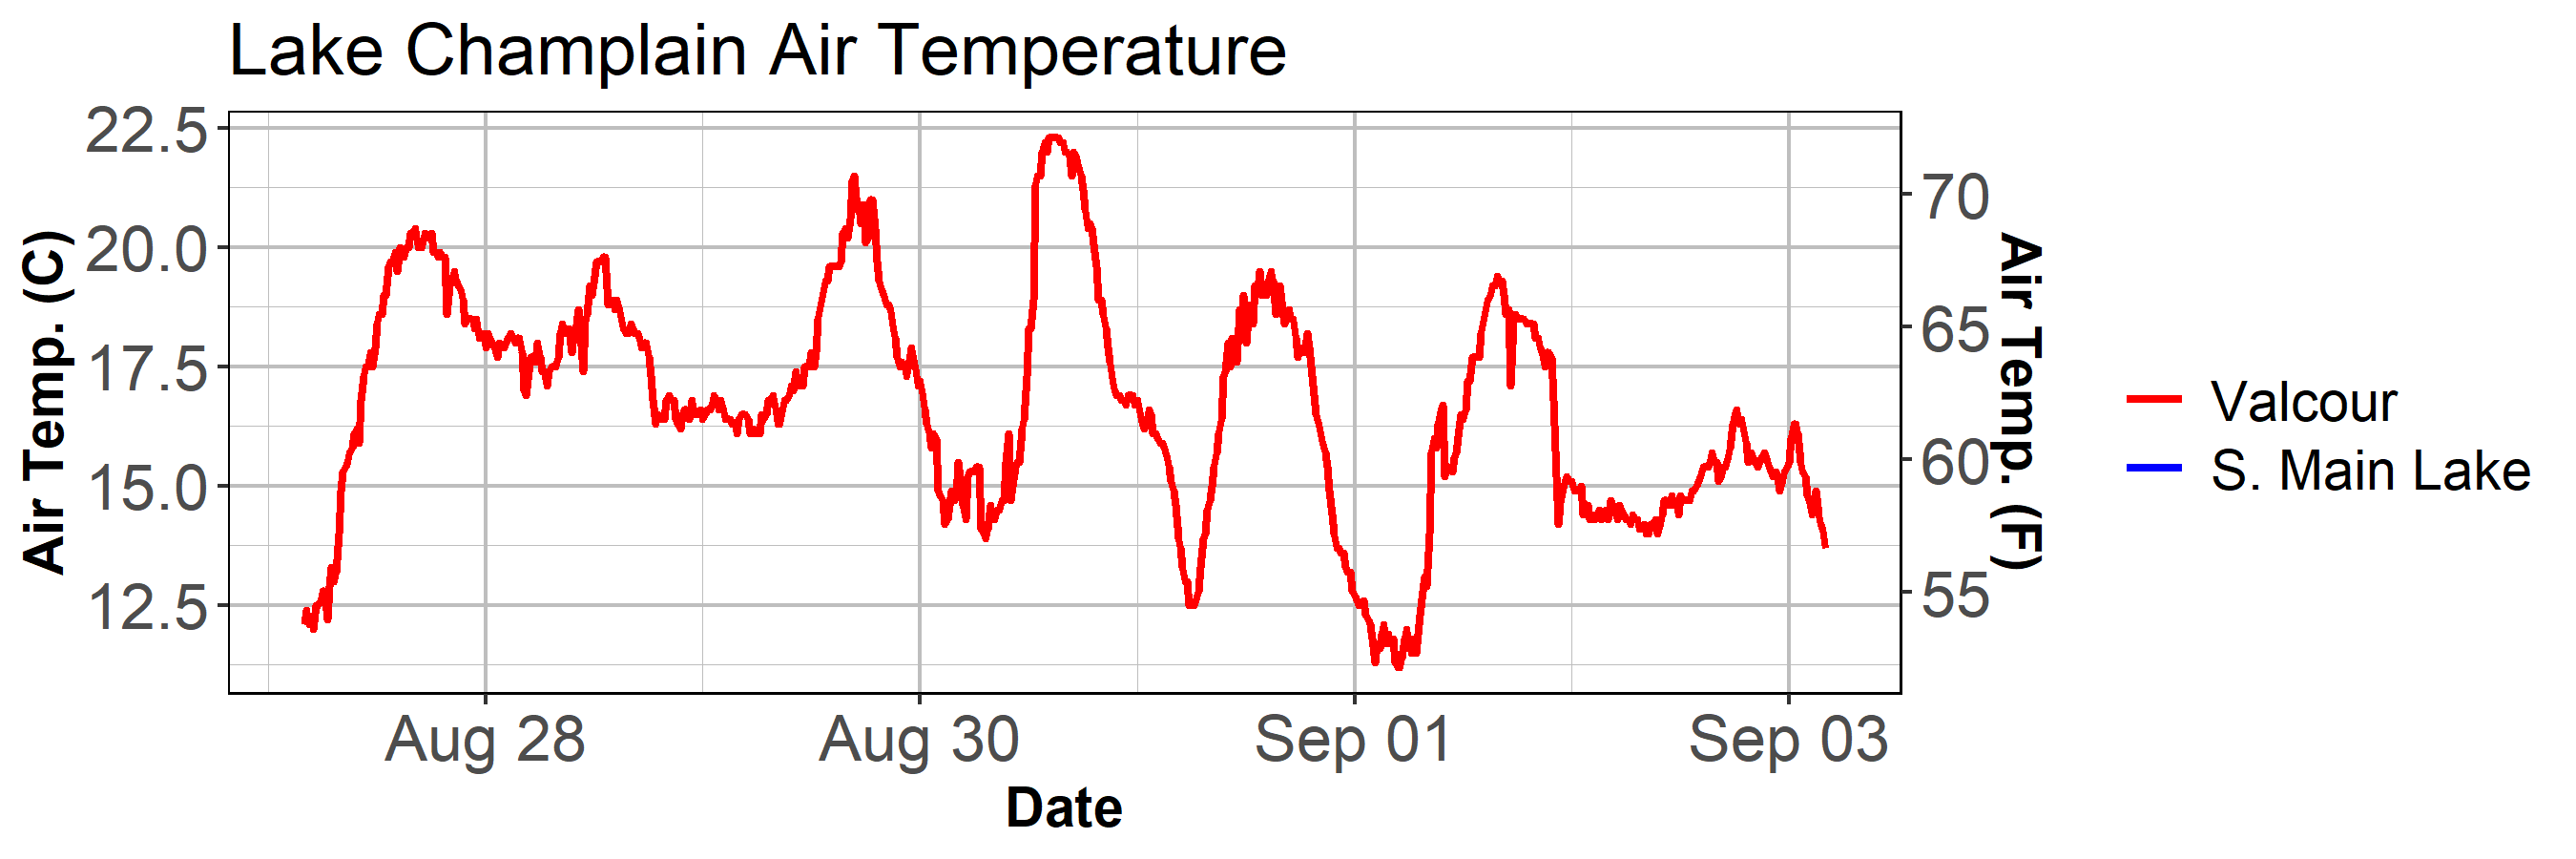 Lake Champlain Air Temperature
Air Temp. (C)
22.5
20.0
17.5
15.0
12.5
70
65
60
55
Air Temp. (F)
Aug 28
Aug 30
Sep 01
Sep 03
Date
Valcour
S. Main Lake